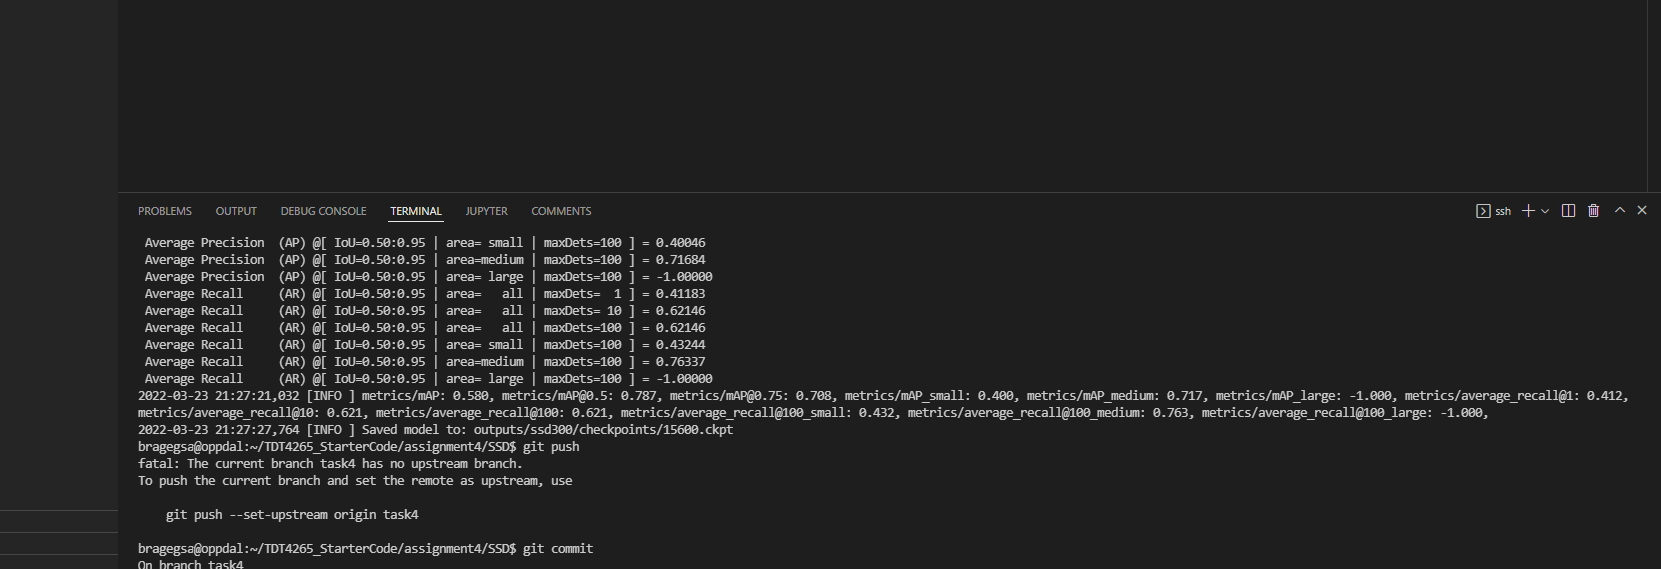 PROBLEMS OUTPUT DEBUG CONSOLE TERMINAL JUPYTER COMMENTS ssh
Average Precision  (AP) @[ IoU=0.50:0.95 | area= small | maxDets=100 ] = 0.40046
Average Precision  (AP) @[ IoU=0.50:0.95 | area=medium | maxDets=100 ] = 0.71684
Average Precision  (AP) @[ IoU=0.50:0.95 | area= large | maxDets=100 ] = -1.00000
Average Recall     (AR) @[ IoU=0.50:0.95 | area=   all | maxDets=  1 ] = 0.41183
Average Recall     (AR) @[ IoU=0.50:0.95 | area=   all | maxDets= 10 ] = 0.62146
Average Recall     (AR) @[ IoU=0.50:0.95 | area=   all | maxDets=100 ] = 0.62146
Average Recall     (AR) @[ IoU=0.50:0.95 | area= small | maxDets=100 ] = 0.43244
Average Recall     (AR) @[ IoU=0.50:0.95 | area=medium | maxDets=100 ] = 0.76337
Average Recall     (AR) @[ IoU=0.50:0.95 | area= large | maxDets=100 ] = -1.00000
2022-03-23 21:27:21,032 [INFO ] metrics/mAP: 0.580, metrics/mAP@0.5: 0.787, metrics/mAP@0.75: 0.708, metrics/mAP_small: 0.400, metrics/mAP_medium: 0.717, metrics/mAP_large: -1.000, metrics/average_recall@1: 0.412,
metrics/average_recall@10: 0.621, metrics/average_recall@100: 0.621, metrics/average_recall@100_small: 0.432, metrics/average_recall@100_medium: 0.763, metrics/average_recall@100_large: -1.000,
2022-03-23 21:27:27,764 [INFO ] Saved model to: outputs/ssd300/checkpoints/15600.ckpt
bragegsa@oppdal:~/TDT4265_StarterCode/assignment4/SSD$ git push
fatal: The current branch task4 has no upstream branch.
To push the current branch and set the remote as upstream, use
git push --set-upstream origin task4
bragegsa@oppdal:~/TDT4265_StarterCode/assignment4/SSD$ git commit
On branch task4